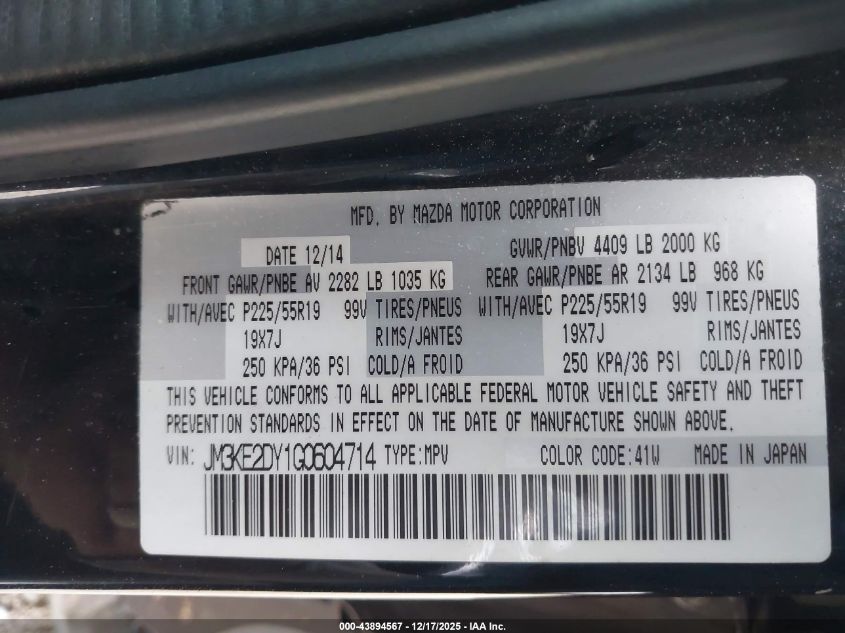 MFD. BY MAZDA MOTOR CORPORATION
DATE 12/14 GVWR/PNBV 4409 LB 2000 KG
FRONT GAWR/PNBE AV 2282 LB 1035 KG REAR GAWR/PNBE AR 2134 LB 968 KG
WITH/AVEC P225/55R19 99V TIRES/PNEUS WITH/AVEC P225/55R19 99V TIRES/PNEUS
19X7J RIMS/JANTES 19X7J RIMS/JANTES
250 KPA/36 PSI COLD/A FROID 250 KPA/36 PSI COLD/A FROID
THIS VEHICLE CONFORMS TO ALL APPLICABLE FEDERAL MOTOR VEHICLE SAFETY AND THEFT
PREVENTION STANDARDS IN EFFECT ON THE DATE OF MANUFACTURE SHOWN ABOVE.
VIN: JM3KE2DY1G0604714 TYPE:MPV COLOR CODE:41W MADE IN JAPAN
000-43894567 - 12/17/2025 - IAA Inc.